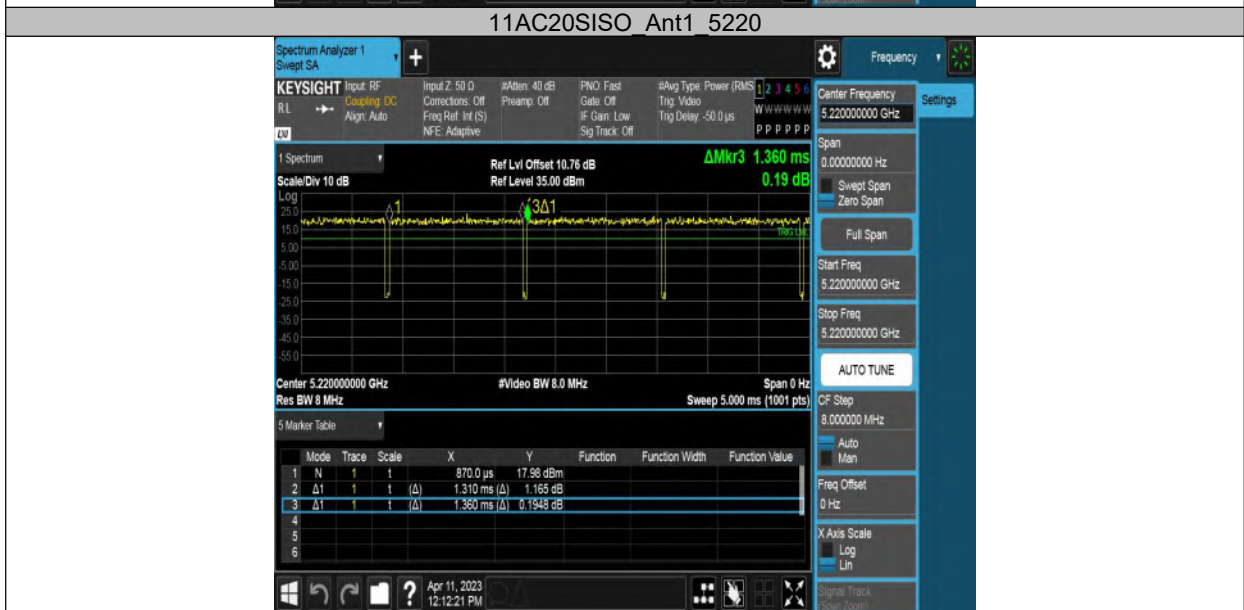 11AC20SISO_Ant1_5220
Spectrum Analyzer 1
Swept SA
+
Frequency
KEYSIGHT
RL
LXI
Input: RF
Coupling: DC
Align: Auto
Input Z: 50 Ω
Corrections: Off
Freq Ref: Int (S)
NFE: Adaptive
#Atten: 40 dB
Preamp: Off
PNO: Fast
Gate: Off
IF Gain: Low
Sig Track: Off
#Avg Type: Power (RMS
Trig: Video
Trig Delay: -50.0 µs
1 2 3 4 5 6
W W W W W W
P P P P P P
Center Frequency
5.220000000 GHz
Settings
Span
0.00000000 Hz
Swept Span
Zero Span
Full Span
Start Freq
5.220000000 GHz
Stop Freq
5.220000000 GHz
AUTO TUNE
CF Step
8.000000 MHz
Auto
Man
Freq Offset
0 Hz
X Axis Scale
Log
Lin
Signal Track
(Span Zoom)
1 Spectrum
Scale/Div 10 dB
Ref Lvl Offset 10.76 dB
Ref Level 35.00 dBm
ΔMkr3 1.360 ms
0.19 dB
Log
25.0
15.0
5.00
-5.00
-15.0
-25.0
-35.0
-45.0
-55.0
1
3Δ1
TRIG LVL
Center 5.220000000 GHz
#Video BW 8.0 MHz
Span 0 Hz
Res BW 8 MHz
Sweep 5.000 ms (1001 pts)
5 Marker Table
Mode Trace Scale X Y Function Function Width Function Value
1 N 1 t 870.0 µs 17.98 dBm
2 Δ1 1 t (Δ) 1.310 ms (Δ) 1.165 dB
3 Δ1 1 t (Δ) 1.360 ms (Δ) 0.1948 dB
4
5
6
?
Apr 11, 2023
12:12:21 PM